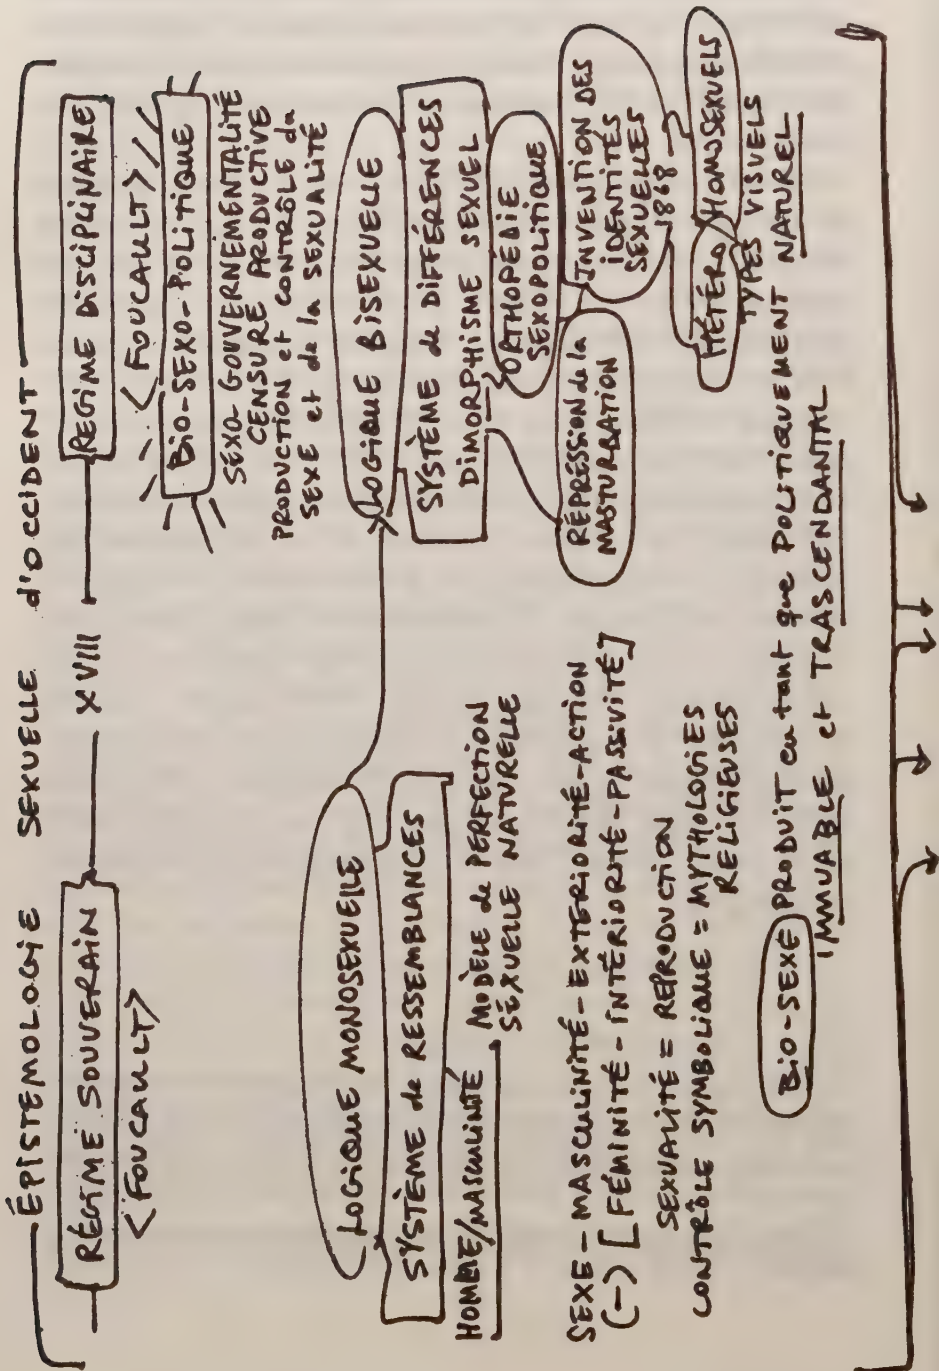 ÉPISTEMOLOGIE SEXUELLE d'OCCIDENT
RÉGIME SOUVERAIN XVIII RÉGIME DISCIPLINAIRE
<FOUCAULT>
<FOUCAULT>
BIO-SEXO-POLITIQUE
SEXO-GOUVERNEMENTALITÉ
CENSURE PRODUCTIVE
PRODUCTION et CONTRÔLE du
SEXE et de la SEXUALITÉ
LOGIQUE MONOSEXUELLE
SYSTÈME de RESSEMBLANCES
HOMME/MASCULINITÉ MODÈLE de PERFECTION
SEXUELLE NATURELLE
SEXE - MASCULINITÉ - EXTERIORITÉ-ACTION
(-) [FÉMINITÉ - INTÉRIORITÉ-PASSIVITÉ]
SEXUALITÉ = REPRODUCTION
CONTRÔLE SYMBOLIQUE = MYTHOLOGIES
RELIGIEUSES
LOGIQUE BISEXUELLE
SYSTÈME de DIFFÉRENCES
DIMORPHISME SEXUEL
ORTHOPÉDIE
SEXOPOLITIQUE
RÉPRESSION de la
MASTURBATION
INVENTION DES
IDENTITÉS
SEXUELLES
1868
HÉTÉRO/HOMOSEXUELS
TYPES VISUELS
BIO-SEXE PRODUIT en tant que POLITIQUEMENT NATUREL
IMMUABLE et TRASCENDANTAL